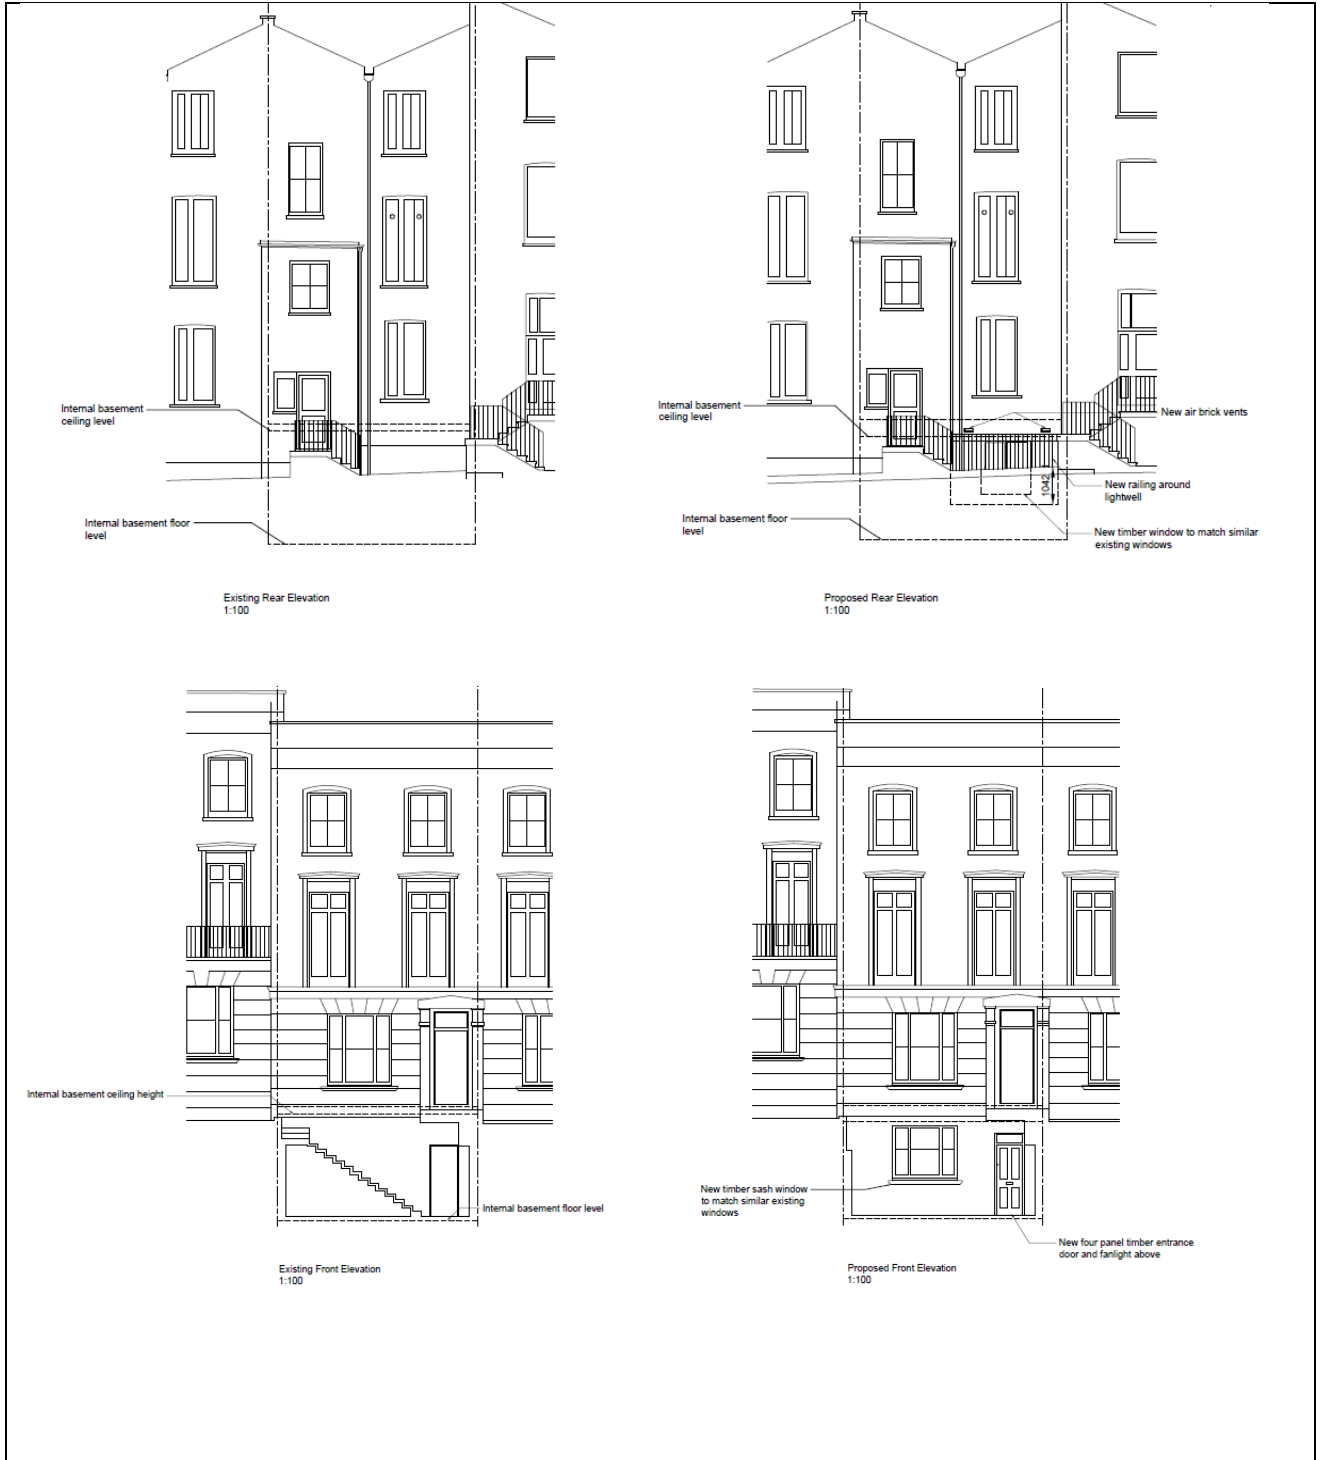 Internal basement
ceiling level
Internal basement floor
level
Existing Rear Elevation
1:100
Internal basement
ceiling level
New air brick vents
1042
New railing around
lightwell
Internal basement floor
level
New timber window to match similar
existing windows
Proposed Rear Elevation
1:100
Internal basement ceiling height
Internal basement floor level
Existing Front Elevation
1:100
New timber sash window
to match similar existing
windows
New four panel timber entrance
door and fanlight above
Proposed Front Elevation
1:100